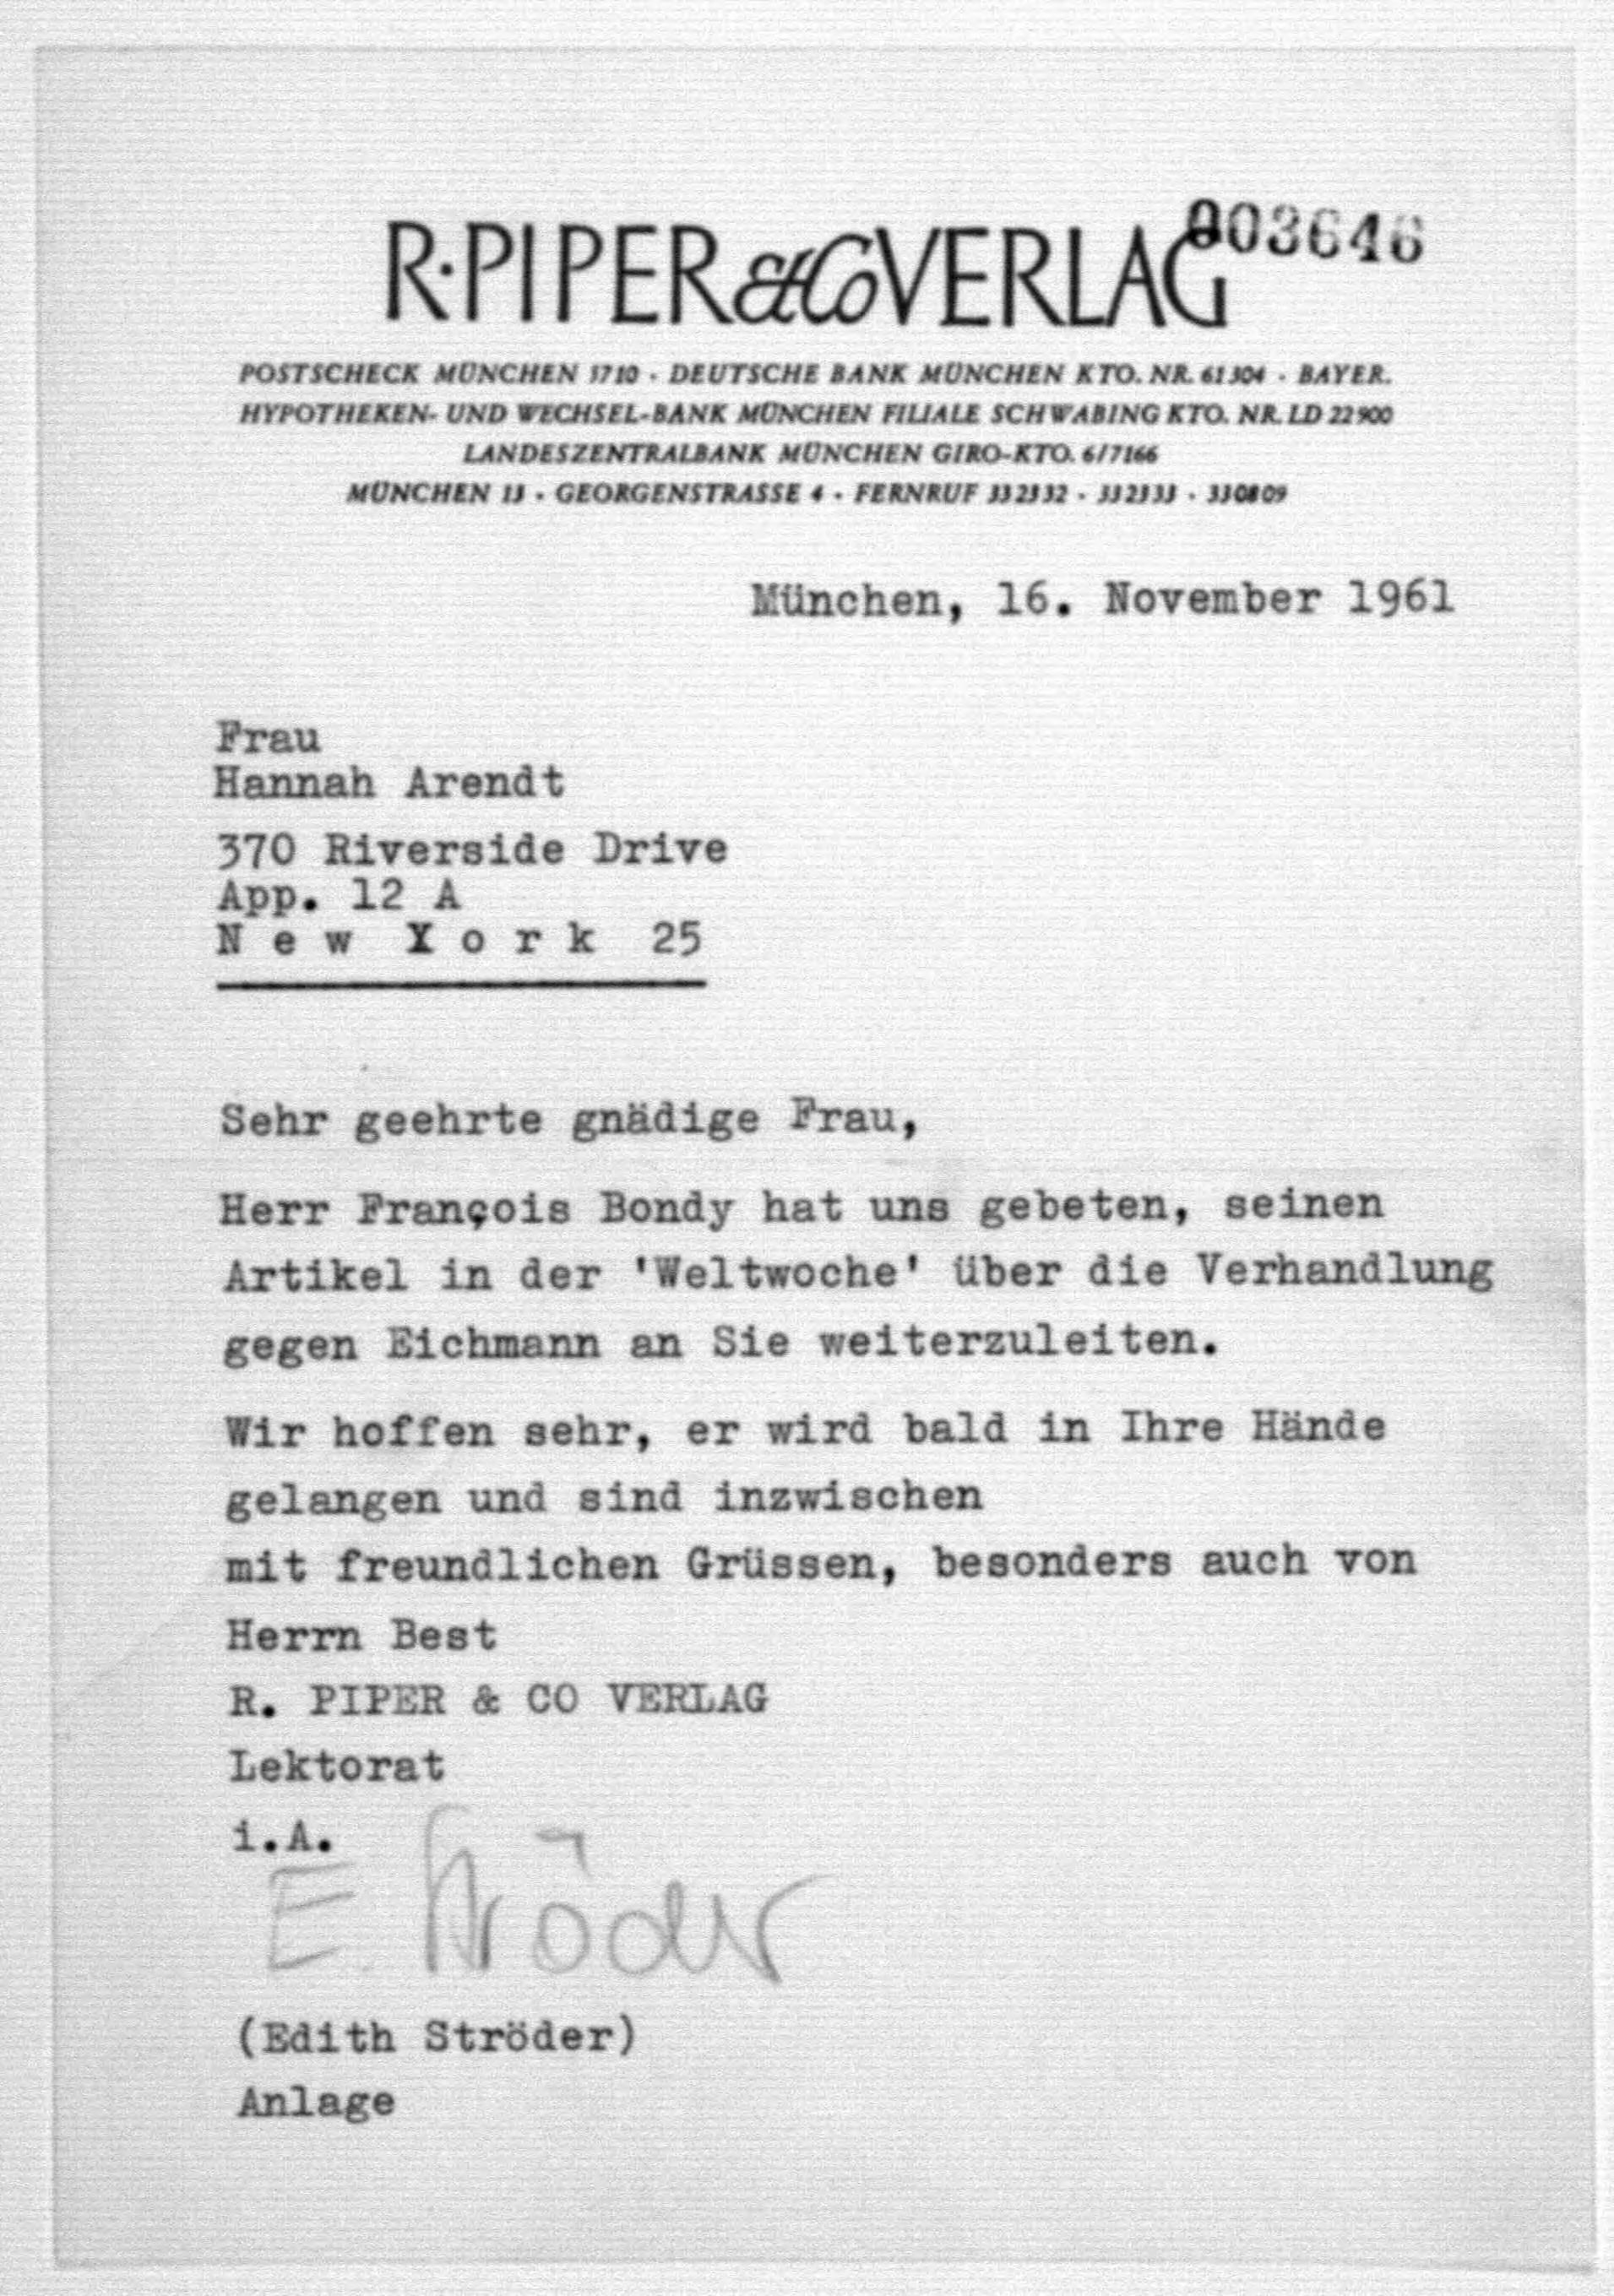 003646
R·PIPER & Co VERLAG
POSTSCHECK MÜNCHEN 5710 · DEUTSCHE BANK MÜNCHEN KTO. NR. 61304 · BAYER.
HYPOTHEKEN- UND WECHSEL-BANK MÜNCHEN FILIALE SCHWABING KTO. NR. LD 22900
LANDESZENTRALBANK MÜNCHEN GIRO-KTO. 6/7166
MÜNCHEN 13 · GEORGENSTRASSE 4 · FERNRUF 332332 · 332333 · 330809
München, 16. November 1961
Frau
Hannah Arendt
370 Riverside Drive
App. 12 A
N e w Y o r k 25
Sehr geehrte gnädige Frau,
Herr François Bondy hat uns gebeten, seinen
Artikel in der 'Weltwoche' über die Verhandlung
gegen Eichmann an Sie weiterzuleiten.
Wir hoffen sehr, er wird bald in Ihre Hände
gelangen und sind inzwischen
mit freundlichen Grüssen, besonders auch von
Herrn Best
R. PIPER & CO VERLAG
Lektorat
i.A.
E. Ströder
(Edith Ströder)
Anlage